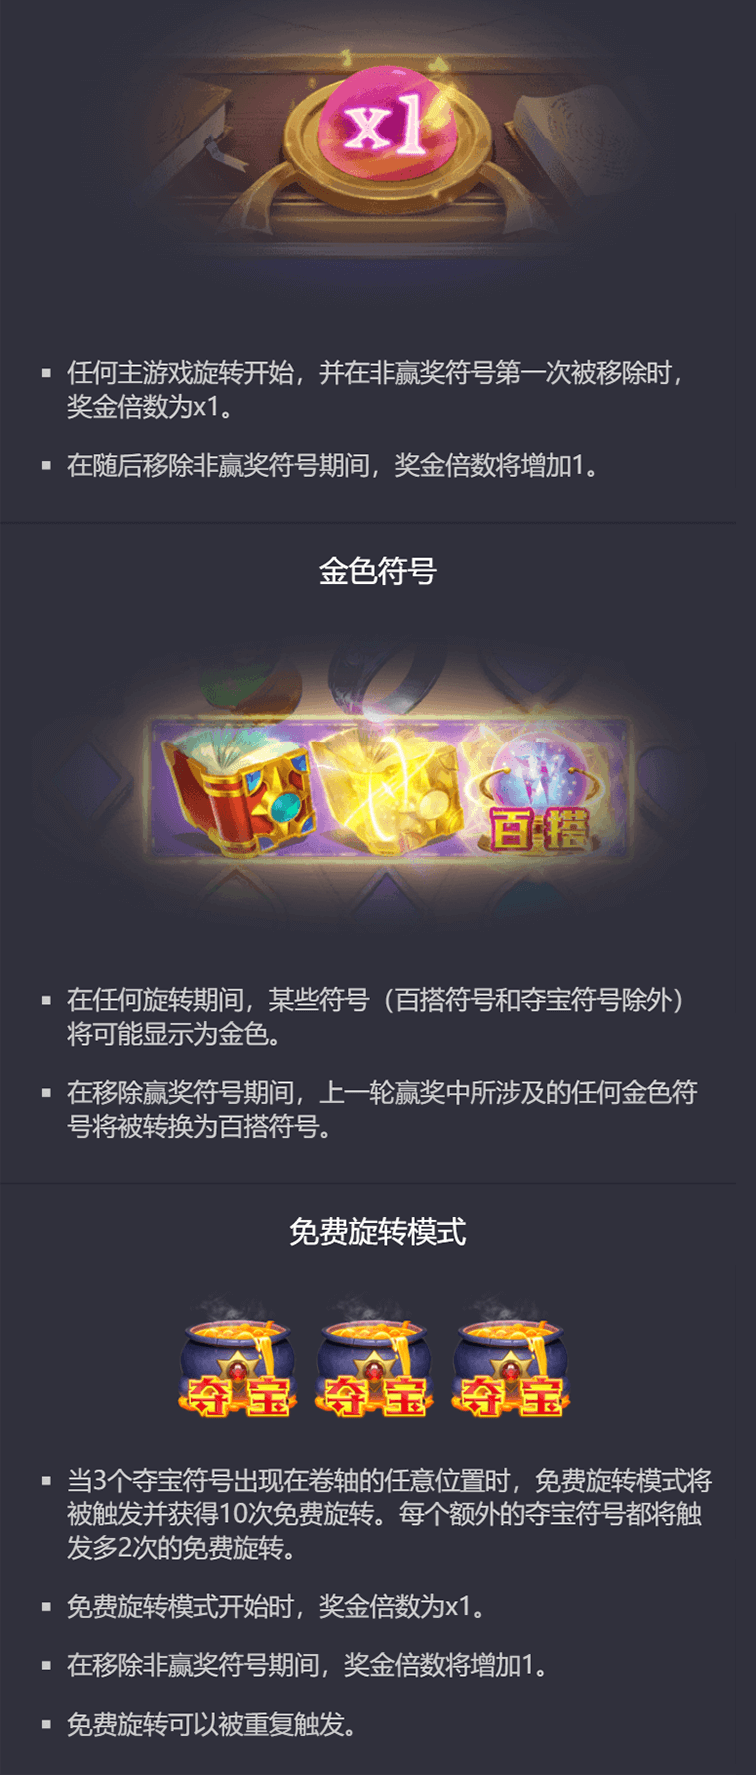 x1
任何主游戏旋转开始，并在非赢奖符号第一次被移除时，
奖金倍数为x1。
在随后移除非赢奖符号期间，奖金倍数将增加1。
金色符号
W
百搭
在任何旋转期间，某些符号（百搭符号和夺宝符号除外）
将可能显示为金色。
在移除赢奖符号期间，上一轮赢奖中所涉及的任何金色符
号将被转换为百搭符号。
免费旋转模式
夺宝 夺宝 夺宝
当3个夺宝符号出现在卷轴的任意位置时，免费旋转模式将
被触发并获得10次免费旋转。每个额外的夺宝符号都将触
发多2次的免费旋转。
免费旋转模式开始时，奖金倍数为x1。
在移除非赢奖符号期间，奖金倍数将增加1。
免费旋转可以被重复触发。